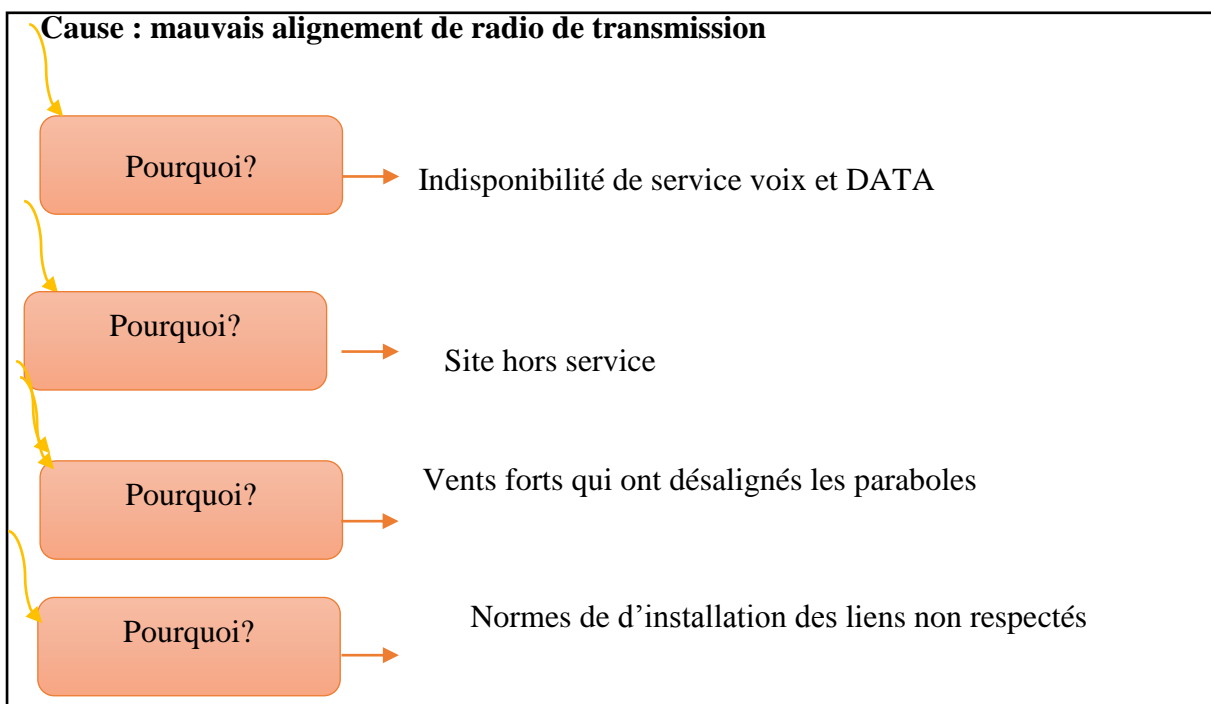 Cause : mauvais alignement de radio de transmission
Pourquoi?
Indisponibilité de service voix et DATA
Pourquoi?
Site hors service
Pourquoi?
Vents forts qui ont désalignés les paraboles
Pourquoi?
Normes de d’installation des liens non respectés